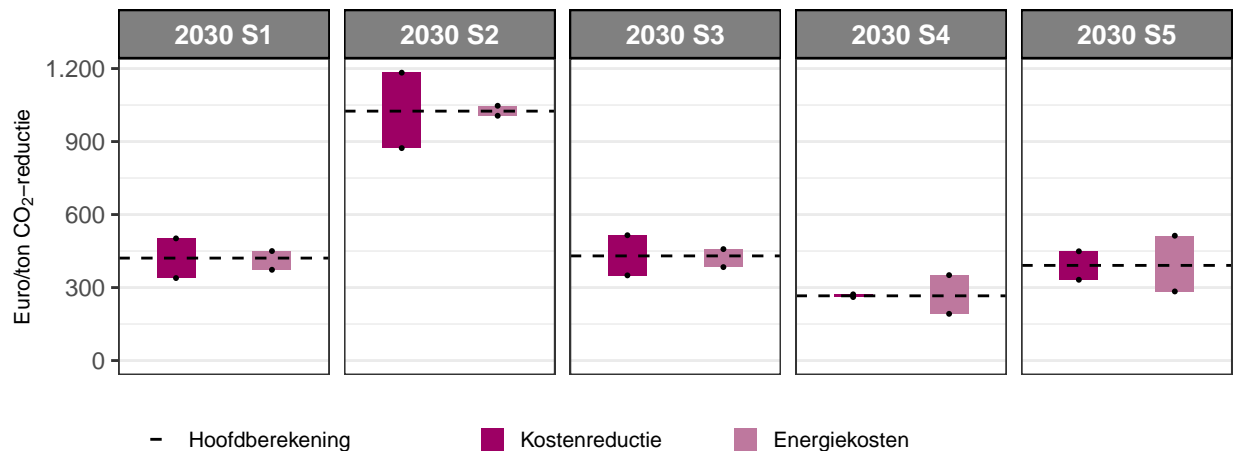 2030 S1 2030 S2 2030 S3 2030 S4 2030 S5
Euro/ton CO₂−reductie
1.200
900
600
300
0
Hoofdberekening Kostenreductie Energiekosten